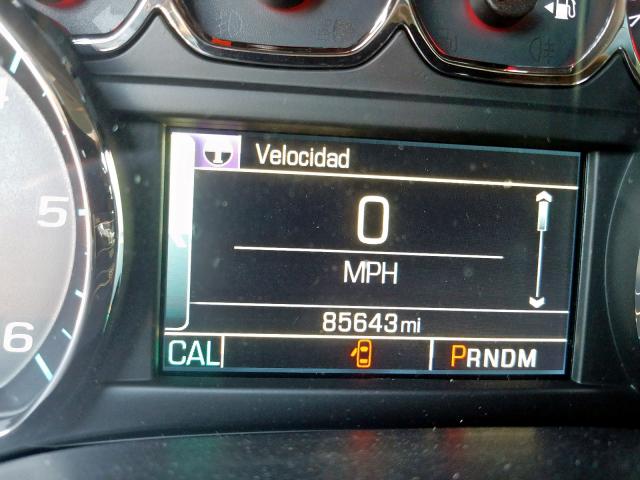 Velocidad
0
MPH
85643 mi
CAL
PRNDM
5
6